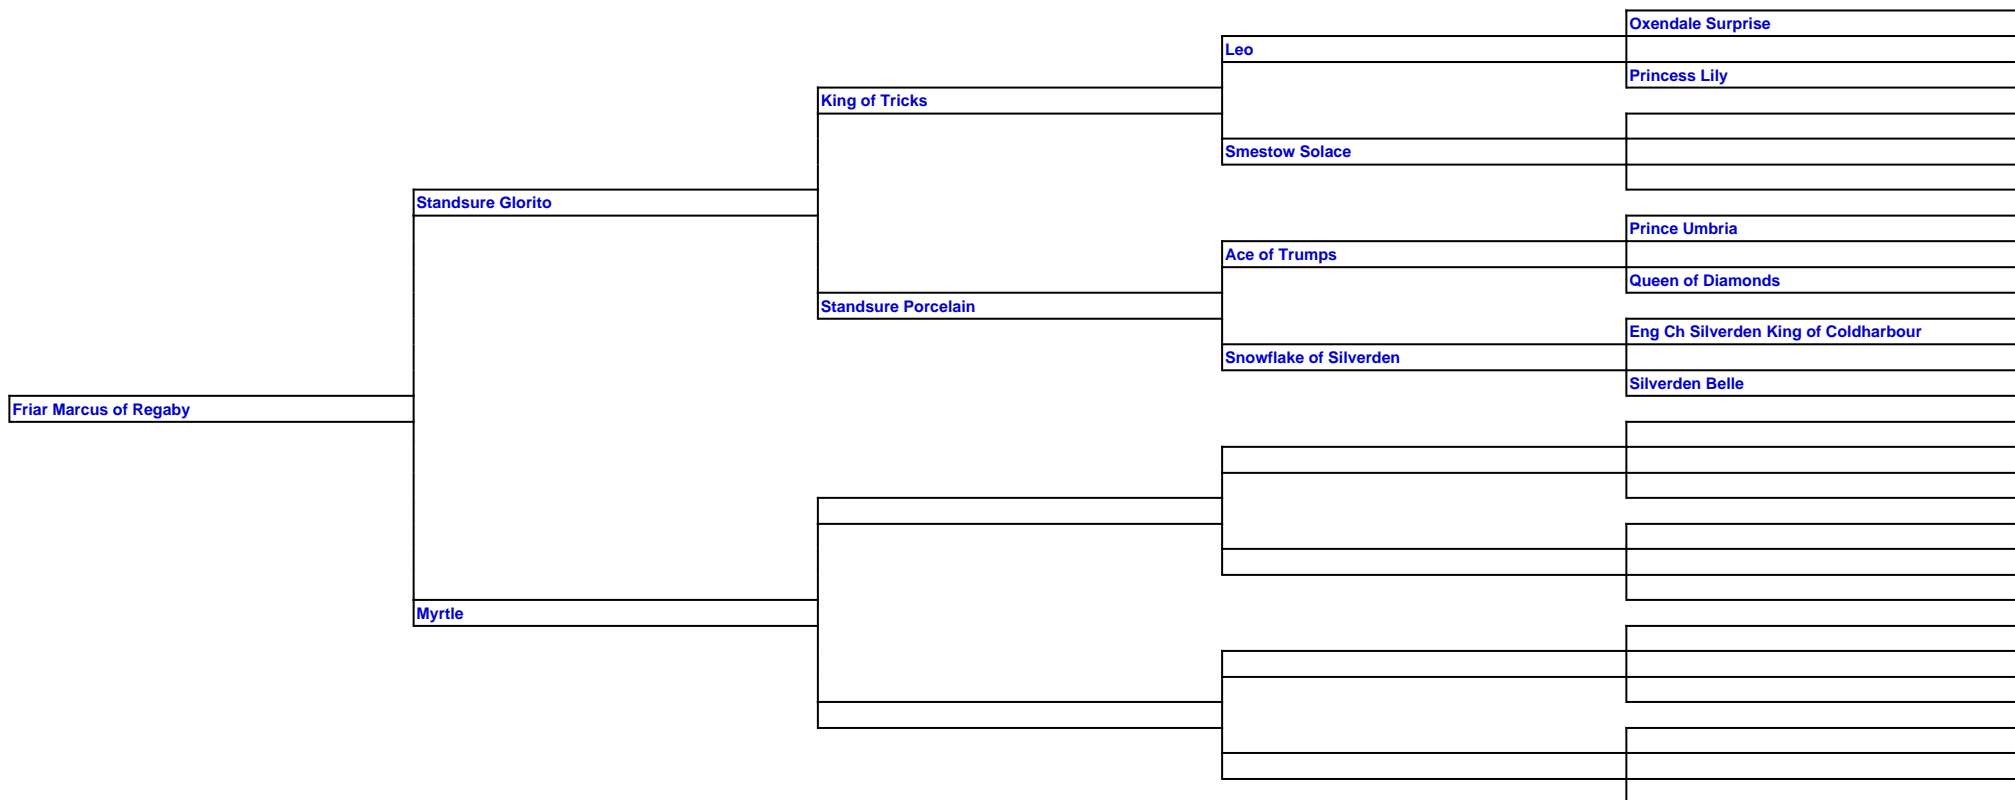 Oxendale Surprise
Leo
Princess Lily
King of Tricks
Smestow Solace
Standsure Glorito
Prince Umbria
Ace of Trumps
Queen of Diamonds
Standsure Porcelain
Eng Ch Silverden King of Coldharbour
Snowflake of Silverden
Silverden Belle
Friar Marcus of Regaby
Myrtle